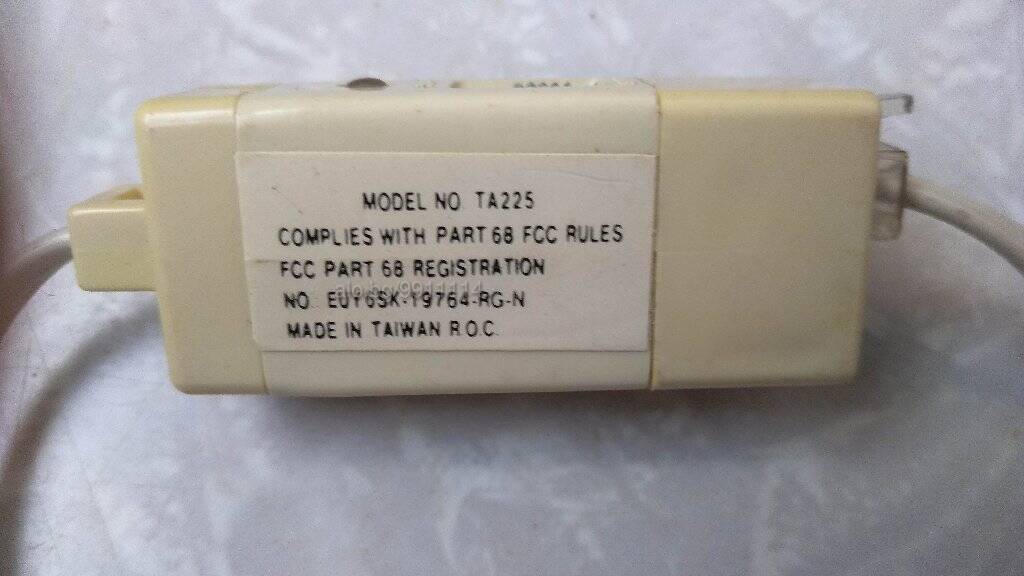 MODEL NO TA225
COMPLIES WITH PART 68 FCC RULES
FCC PART 68 REGISTRATION
NO. EUY6SK-19764-RG-N
MADE IN TAIWAN R.O.C.